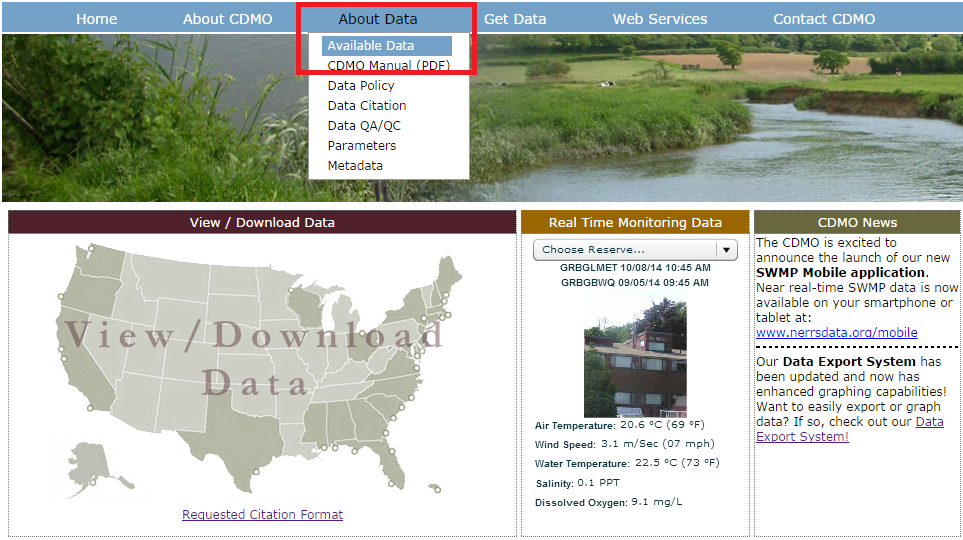 Home About CDMO About Data Get Data Web Services Contact CDMO
Available Data
CDMO Manual (PDF)
Data Policy
Data Citation
Data QA/QC
Parameters
Metadata
View / Download Data
View/Download
Data
Requested Citation Format
Real Time Monitoring Data
Choose Reserve...
GRBGLMET 10/08/14 10:45 AM
GRBGBWQ 09/05/14 09:45 AM
Air Temperature: 20.6 °C (69 °F)
Wind Speed: 3.1 m/Sec (07 mph)
Water Temperature: 22.5 °C (73 °F)
Salinity: 0.1 PPT
Dissolved Oxygen: 9.1 mg/L
CDMO News
The CDMO is excited to
announce the launch of our new
SWMP Mobile application.
Near real-time SWMP data is now
available on your smartphone or
tablet at:
www.nerrsdata.org/mobile
Our Data Export System has
been updated and now has
enhanced graphing capabilities!
Want to easily export or graph
data? If so, check out our Data
Export System!